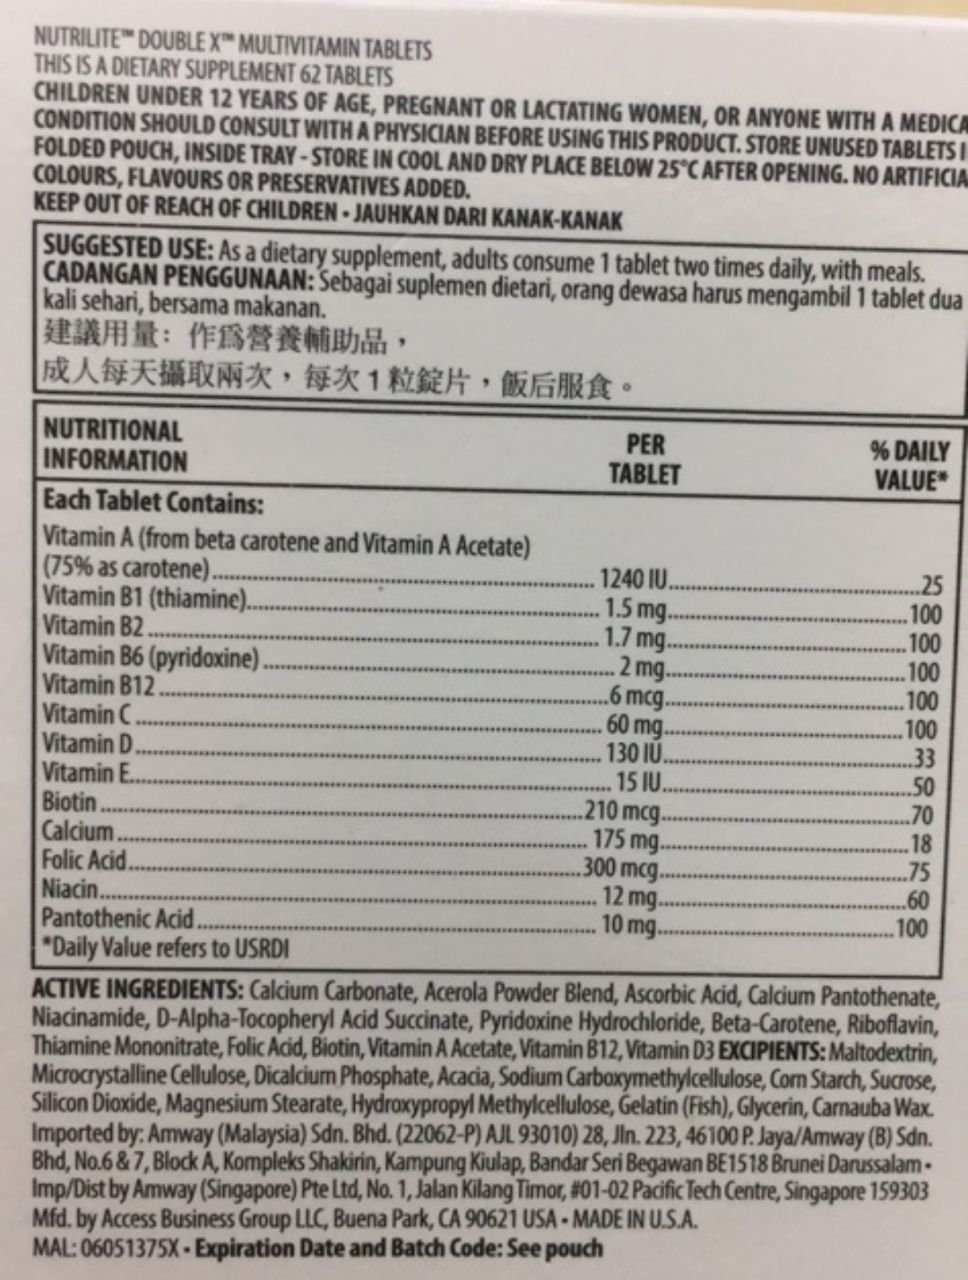 NUTRILITE™ DOUBLE X™ MULTIVITAMIN TABLETS
THIS IS A DIETARY SUPPLEMENT 62 TABLETS
CHILDREN UNDER 12 YEARS OF AGE, PREGNANT OR LACTATING WOMEN, OR ANYONE WITH A MEDICA
CONDITION SHOULD CONSULT WITH A PHYSICIAN BEFORE USING THIS PRODUCT. STORE UNUSED TABLETS I
FOLDED POUCH, INSIDE TRAY - STORE IN COOL AND DRY PLACE BELOW 25°C AFTER OPENING. NO ARTIFICIA
COLOURS, FLAVOURS OR PRESERVATIVES ADDED.
KEEP OUT OF REACH OF CHILDREN • JAUHKAN DARI KANAK-KANAK
SUGGESTED USE: As a dietary supplement, adults consume 1 tablet two times daily, with meals.
CADANGAN PENGGUNAAN: Sebagai suplemen dietari, orang dewasa harus mengambil 1 tablet dua
kali sehari, bersama makanan.
建議用量：作爲營養輔助品，
成人每天攝取兩次，每次1粒錠片，飯后服食。
NUTRITIONAL INFORMATION PER TABLET % DAILY VALUE*
Each Tablet Contains:
Vitamin A (from beta carotene and Vitamin A Acetate)
(75% as carotene) 1240 IU 25
Vitamin B1 (thiamine) 1.5 mg 100
Vitamin B2 1.7 mg 100
Vitamin B6 (pyridoxine) 2 mg 100
Vitamin B12 6 mcg 100
Vitamin C 60 mg 100
Vitamin D 130 IU 33
Vitamin E 15 IU 50
Biotin 210 mcg 70
Calcium 175 mg 18
Folic Acid 300 mcg 75
Niacin 12 mg 60
Pantothenic Acid 10 mg 100
*Daily Value refers to USRDI
ACTIVE INGREDIENTS: Calcium Carbonate, Acerola Powder Blend, Ascorbic Acid, Calcium Pantothenate,
Niacinamide, D-Alpha-Tocopheryl Acid Succinate, Pyridoxine Hydrochloride, Beta-Carotene, Riboflavin,
Thiamine Mononitrate, Folic Acid, Biotin, Vitamin A Acetate, Vitamin B12, Vitamin D3 EXCIPIENTS: Maltodextrin,
Microcrystalline Cellulose, Dicalcium Phosphate, Acacia, Sodium Carboxymethylcellulose, Corn Starch, Sucrose,
Silicon Dioxide, Magnesium Stearate, Hydroxypropyl Methylcellulose, Gelatin (Fish), Glycerin, Carnauba Wax.
Imported by: Amway (Malaysia) Sdn. Bhd. (22062-P) AJL 93010) 28, Jln. 223, 46100 P. Jaya/Amway (B) Sdn.
Bhd, No.6 & 7, Block A, Kompleks Shakirin, Kampung Kiulap, Bandar Seri Begawan BE1518 Brunei Darussalam •
Imp/Dist by Amway (Singapore) Pte Ltd, No. 1, Jalan Kilang Timor, #01-02 Pacific Tech Centre, Singapore 159303
Mfd. by Access Business Group LLC, Buena Park, CA 90621 USA • MADE IN U.S.A.
MAL: 06051375X • Expiration Date and Batch Code: See pouch